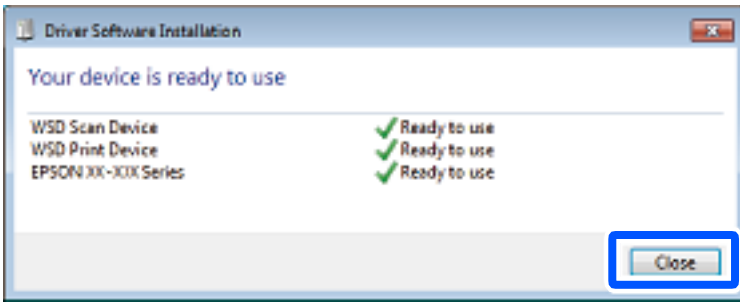 Driver Software Installation
Your device is ready to use
WSD Scan Device Ready to use
WSD Print Device Ready to use
EPSON XX-XXX Series Ready to use
Close